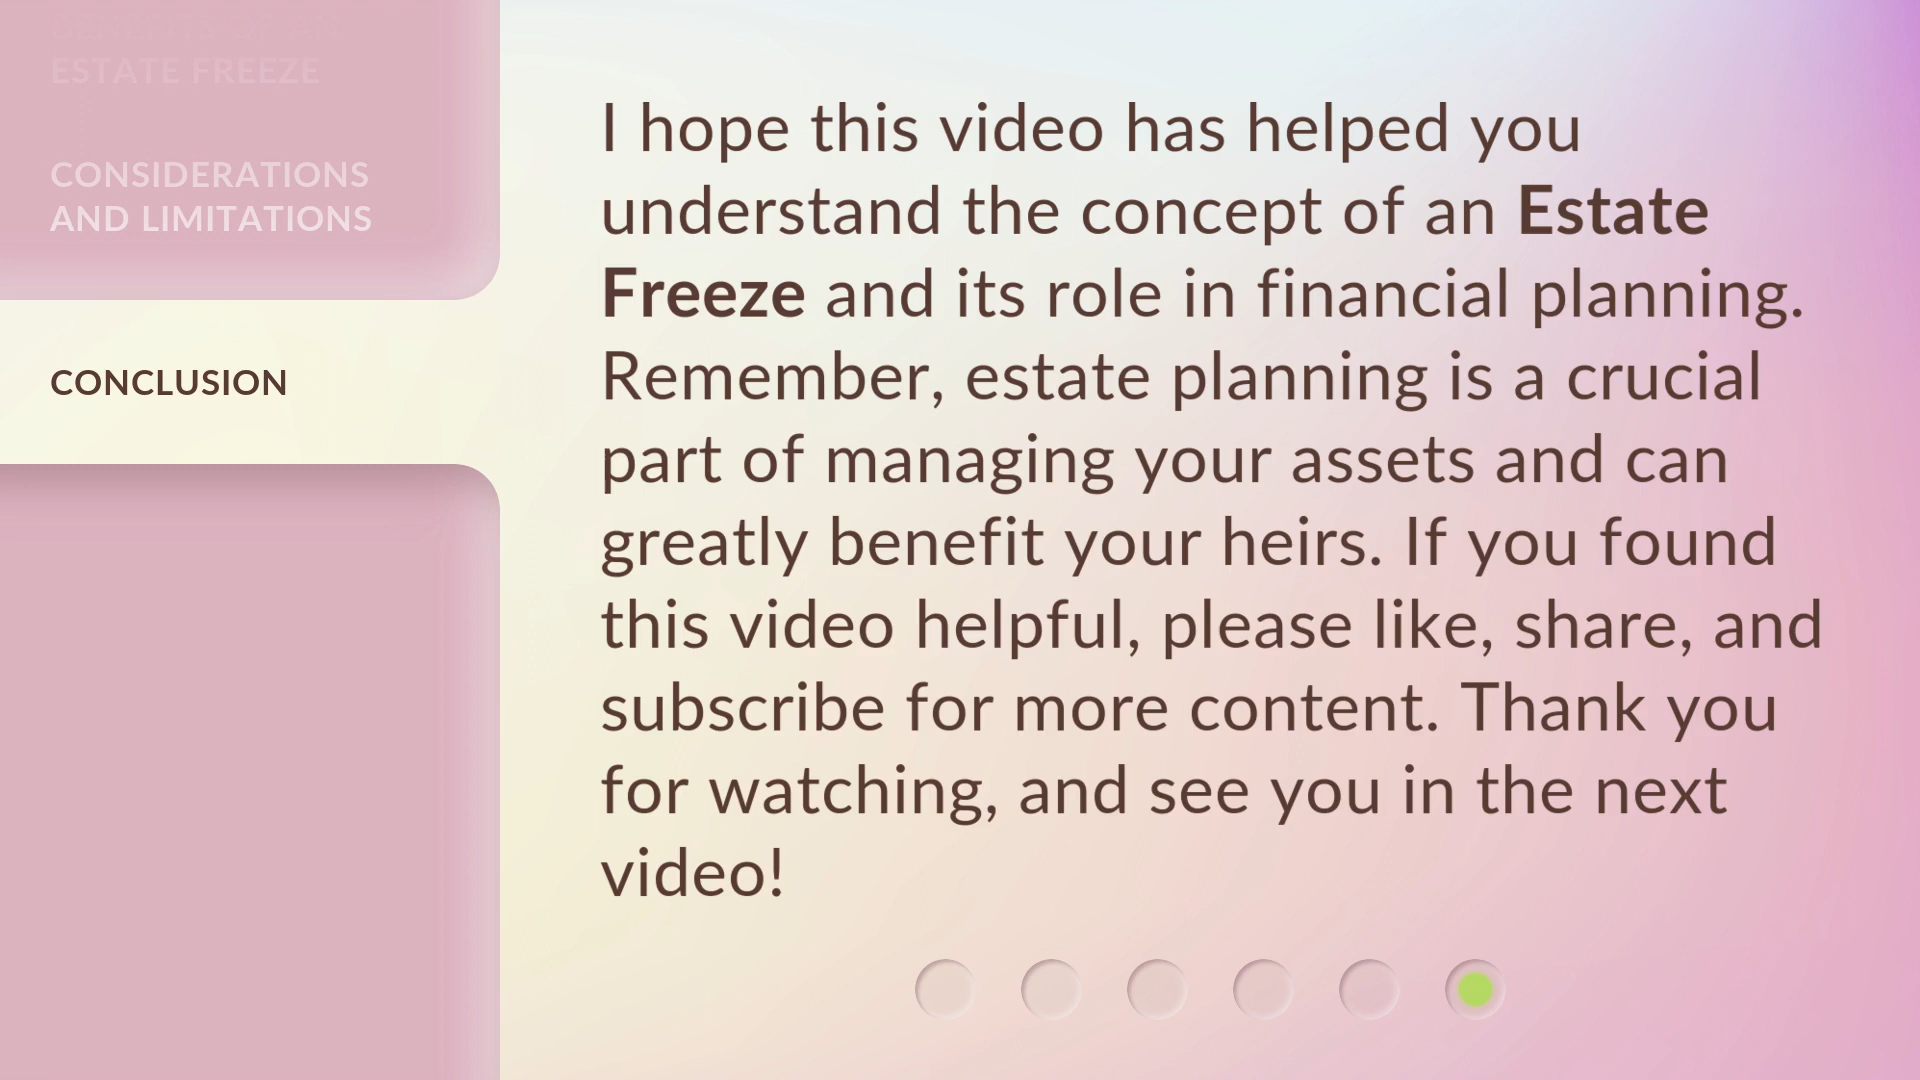 BENEFITS OF AN
ESTATE FREEZE
CONSIDERATIONS
AND LIMITATIONS
CONCLUSION
I hope this video has helped you
understand the concept of an Estate
Freeze and its role in financial planning.
Remember, estate planning is a crucial
part of managing your assets and can
greatly benefit your heirs. If you found
this video helpful, please like, share, and
subscribe for more content. Thank you
for watching, and see you in the next
video!